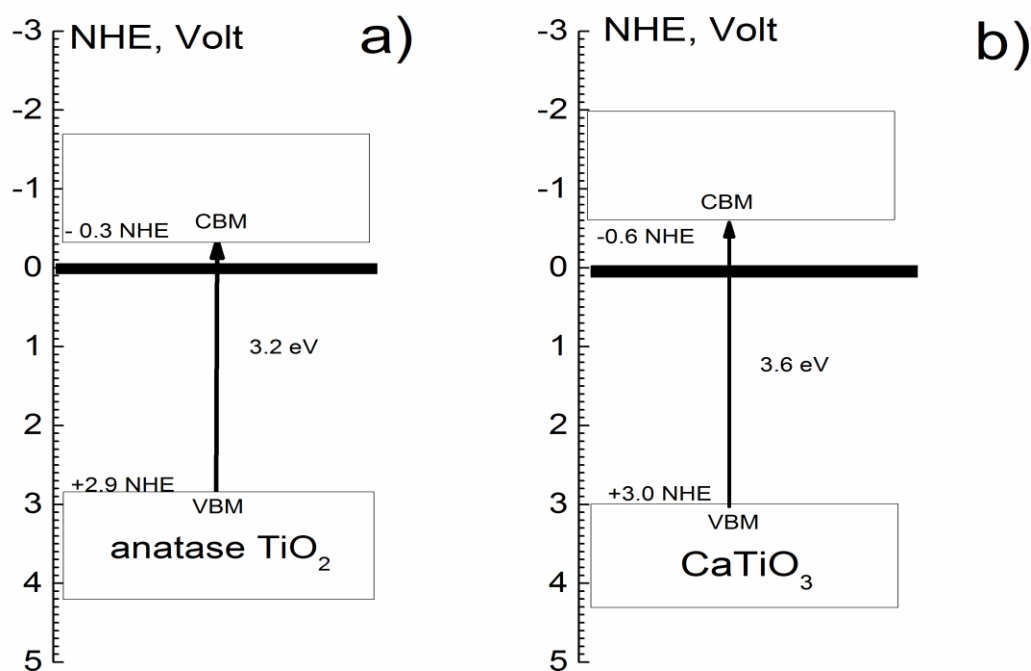 NHE, Volt
a)
-3
-2
-1
0
1
2
3
4
5
CBM
- 0.3 NHE
3.2 eV
+2.9 NHE
VBM
anatase TiO₂
NHE, Volt
b)
-3
-2
-1
0
1
2
3
4
5
CBM
-0.6 NHE
3.6 eV
+3.0 NHE
VBM
CaTiO₃